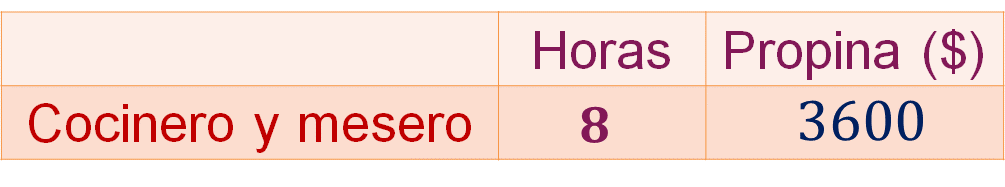 Horas Propina ($)
Cocinero y mesero 8 3600